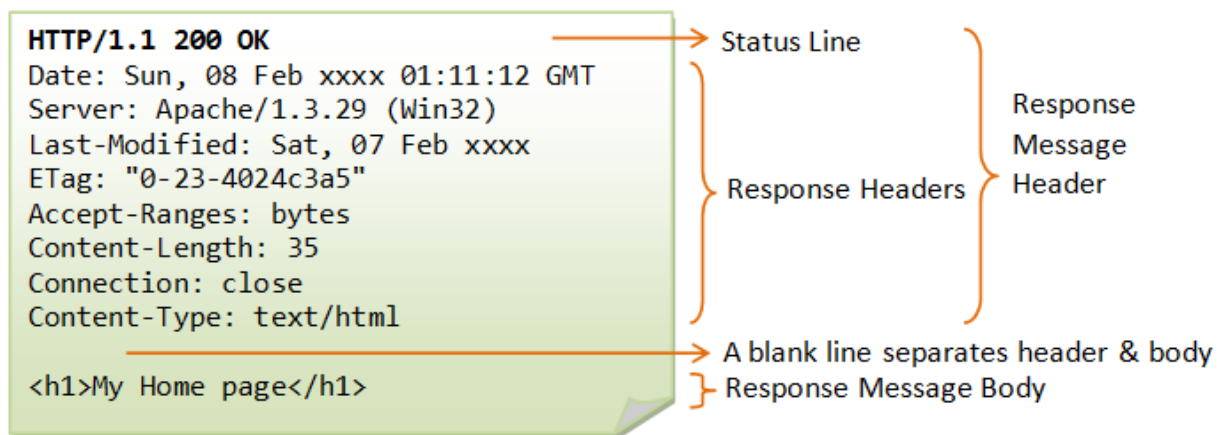 HTTP/1.1 200 OK
Date: Sun, 08 Feb xxxx 01:11:12 GMT
Server: Apache/1.3.29 (Win32)
Last-Modified: Sat, 07 Feb xxxx
ETag: "0-23-4024c3a5"
Accept-Ranges: bytes
Content-Length: 35
Connection: close
Content-Type: text/html
<h1>My Home page</h1>
Status Line
Response Headers
Response
Message
Header
A blank line separates header & body
Response Message Body